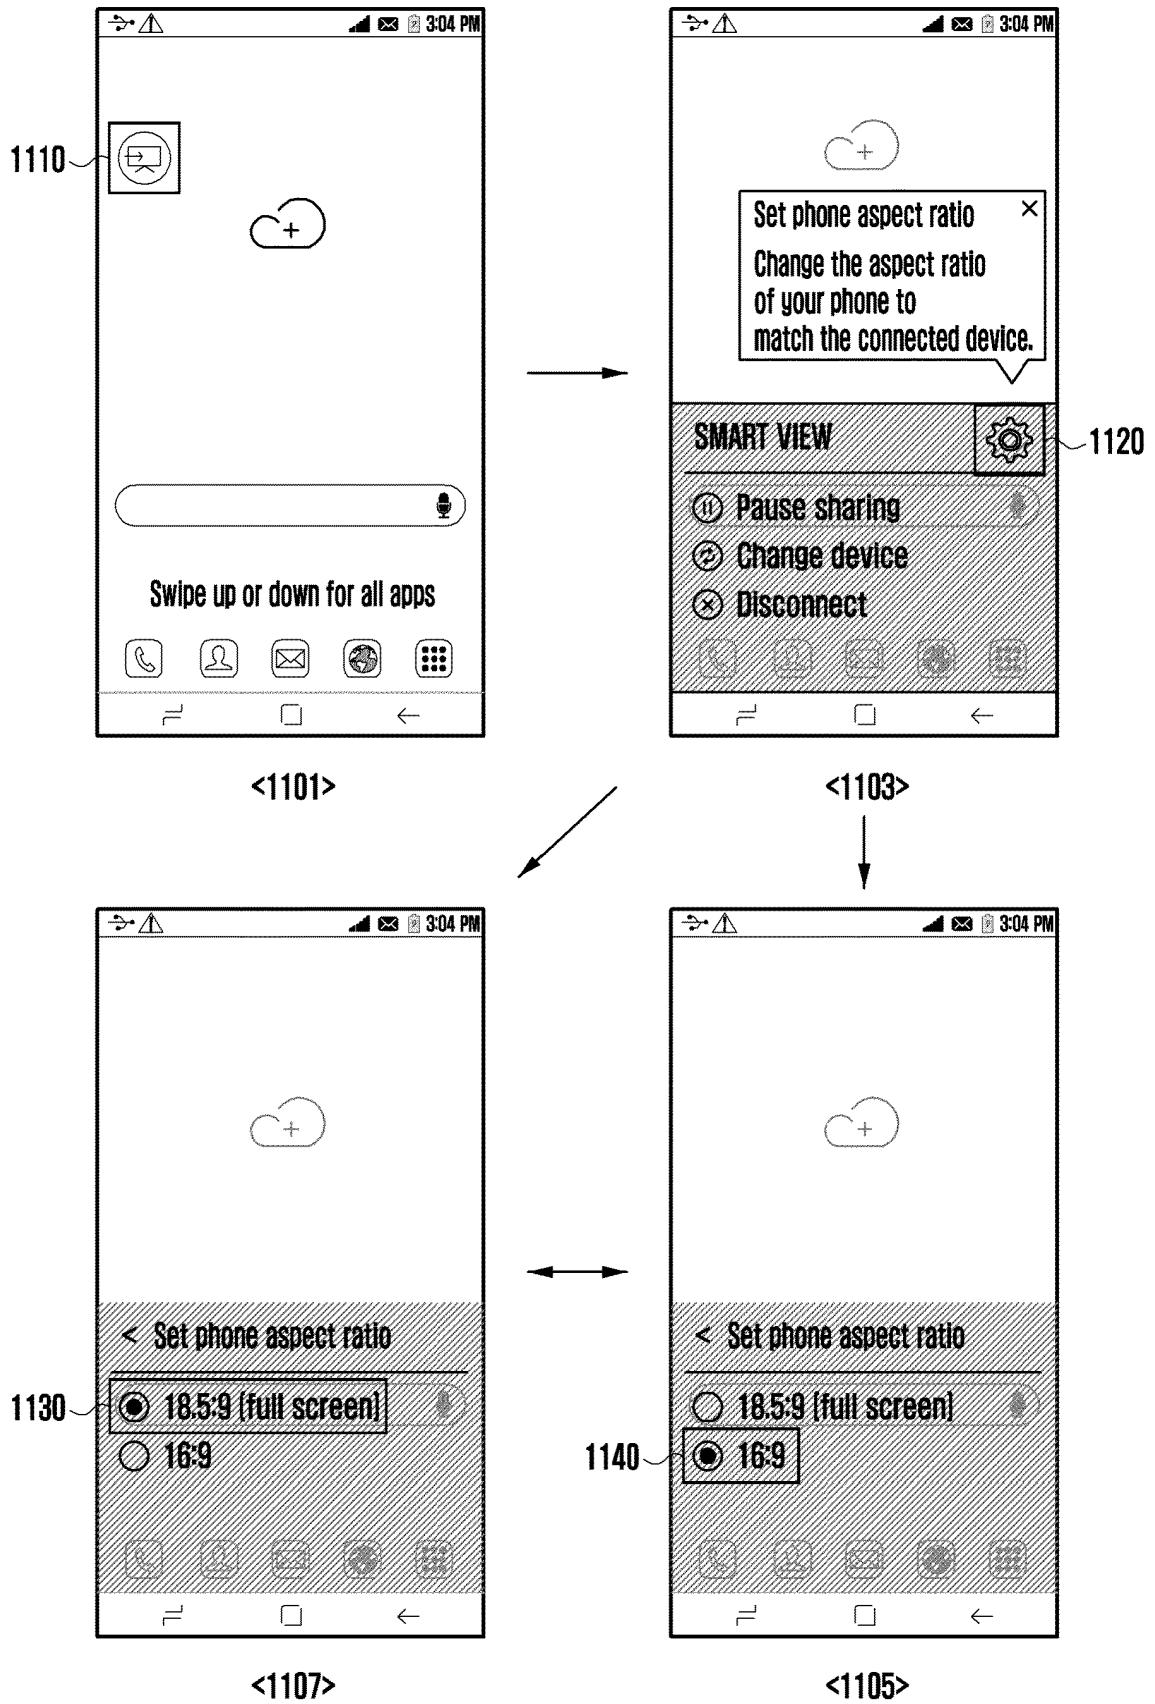 3:04 PM
1110
Swipe up or down for all apps
<1101>
3:04 PM
Set phone aspect ratio ×
Change the aspect ratio
of your phone to
match the connected device.
SMART VIEW
1120
Pause sharing
Change device
Disconnect
<1103>
3:04 PM
< Set phone aspect ratio
1130
18.5:9 (full screen)
16:9
<1107>
3:04 PM
< Set phone aspect ratio
18.5:9 (full screen)
1140
16:9
<1105>